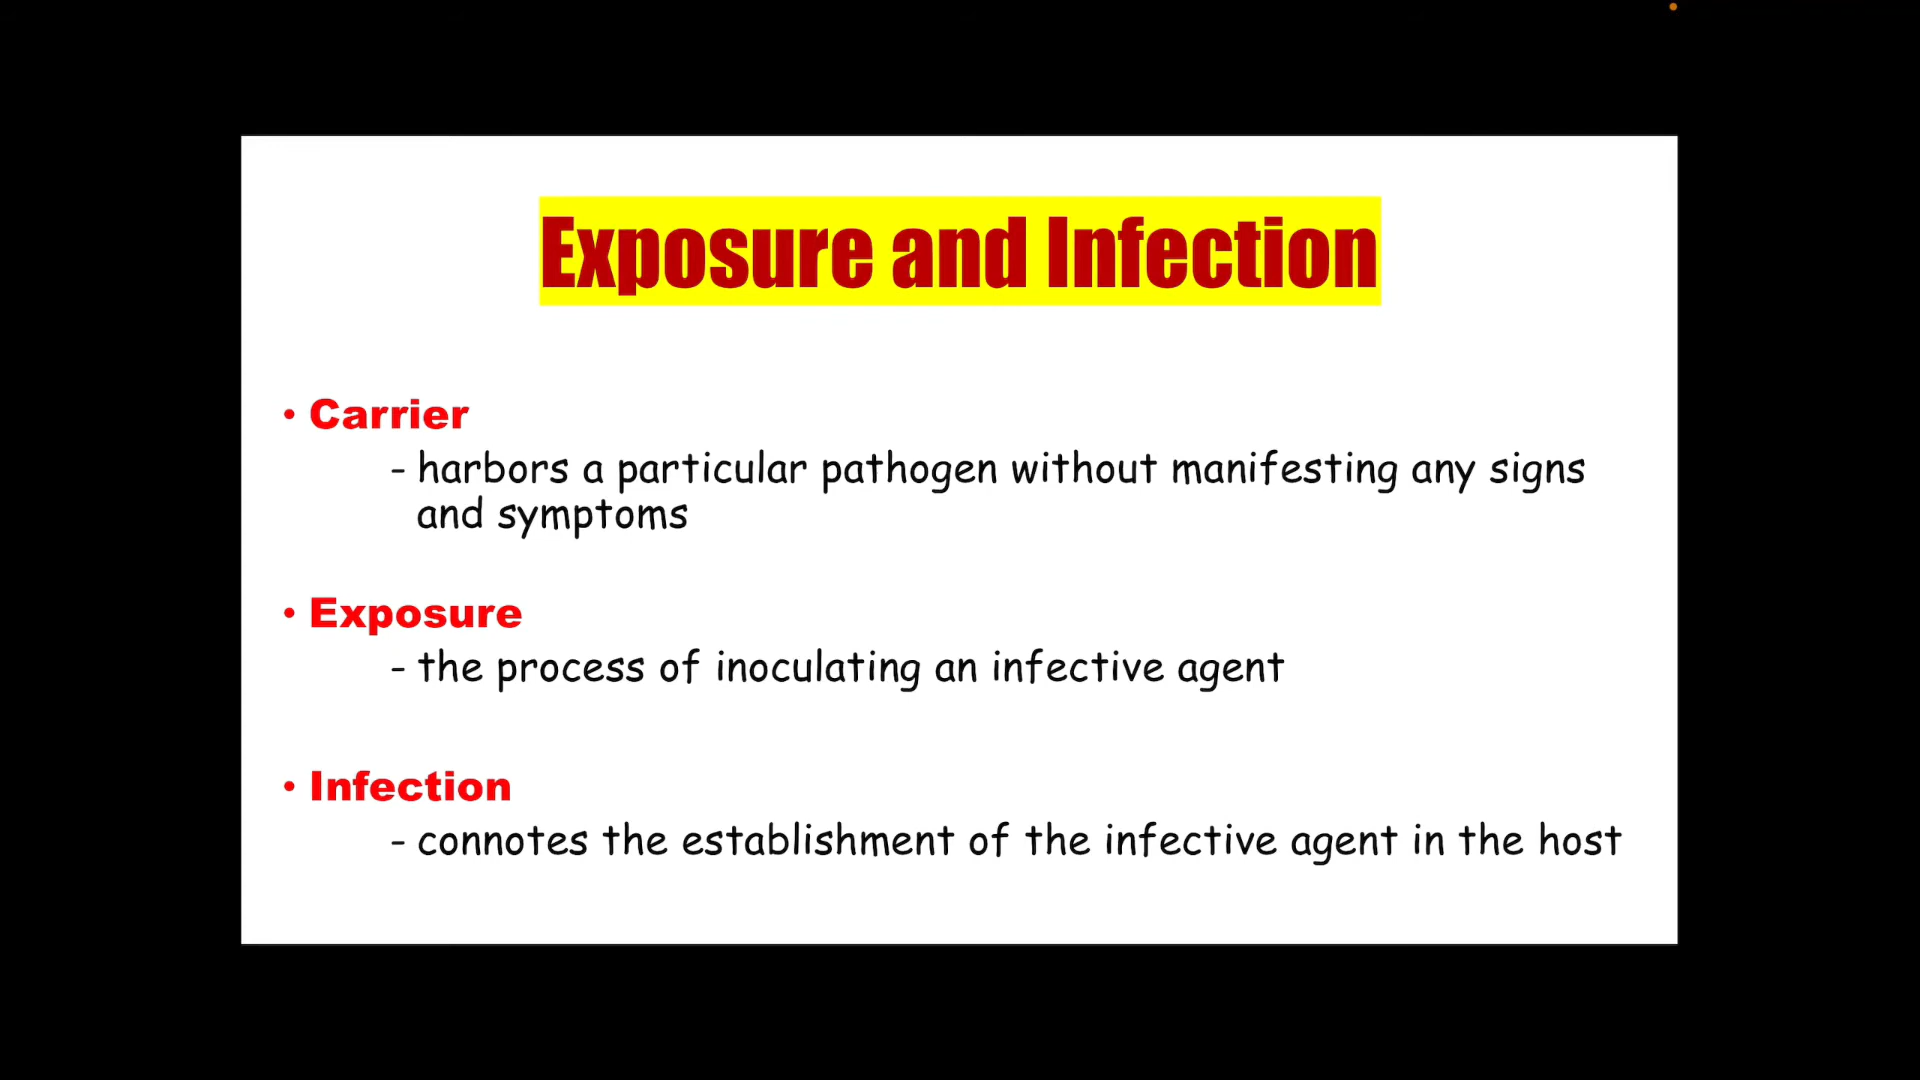 Exposure and Infection
• Carrier
- harbors a particular pathogen without manifesting any signs
and symptoms
• Exposure
- the process of inoculating an infective agent
• Infection
- connotes the establishment of the infective agent in the host